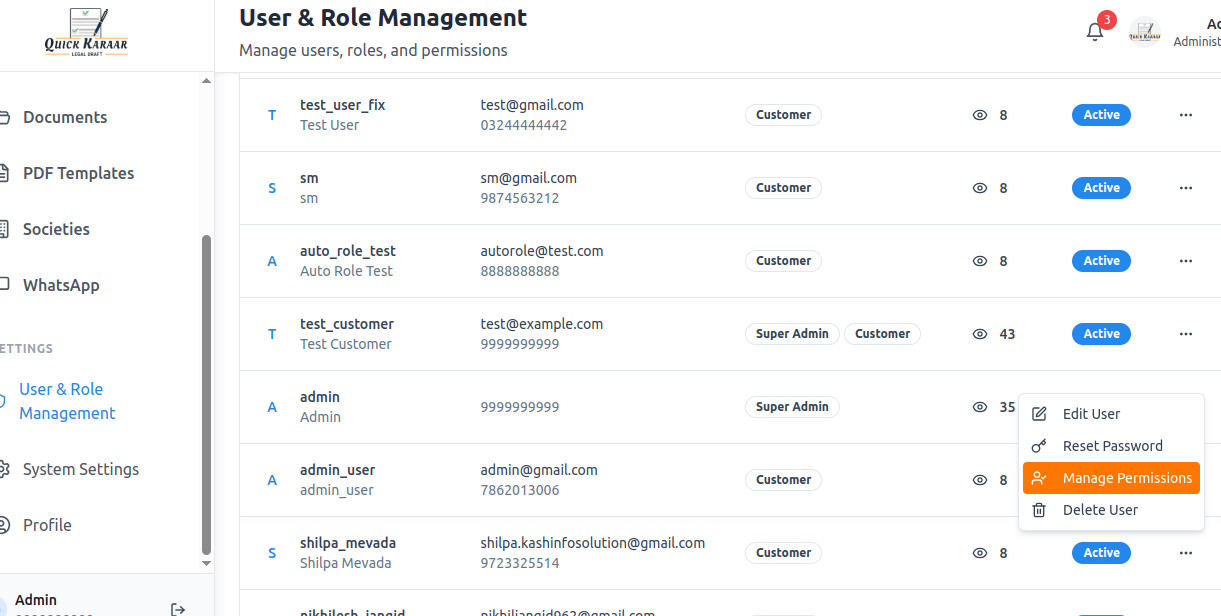 QUICK KARAAR
LEGAL DRAFT
User & Role Management
Manage users, roles, and permissions
3
Ac
Administ
Documents
PDF Templates
Societies
WhatsApp
ETTINGS
User & Role
Management
System Settings
Profile
Admin
T test_user_fix test@gmail.com Customer 8 Active ...
Test User 03244444442
S sm sm@gmail.com Customer 8 Active ...
sm 9874563212
A auto_role_test autorole@test.com Customer 8 Active ...
Auto Role Test 8888888888
T test_customer test@example.com Super Admin Customer 43 Active ...
Test Customer 9999999999
A admin 9999999999 Super Admin 35
Admin
A admin_user admin@gmail.com Customer 8
admin_user 7862013006
S shilpa_mevada shilpa.kashinfosolution@gmail.com Customer 8 Active ...
Shilpa Mevada 9723325514
nikhilesh_jangid nikhiljangid962@gmail.com
Edit User
Reset Password
Manage Permissions
Delete User